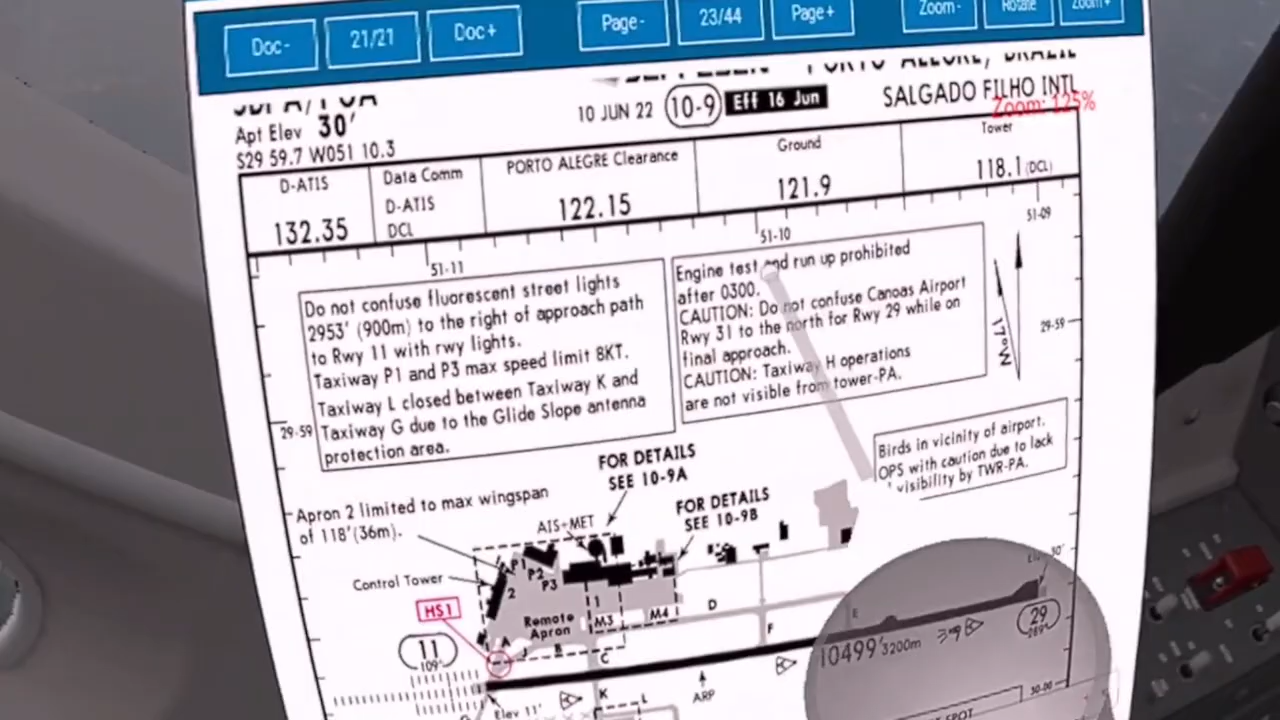 Doc-
21/21
Doc+
Page-
23/44
Page+
Zoom-
Rotate
Zoom+
PORTO ALEGRE, BRAZIL
Apt Elev 30'
10 JUN 22
10-9
Eff 16 Jun
SALGADO FILHO INTL
Zoom: 125%
S29 59.7 W051 10.3
D-ATIS
132.35
Data Comm
D-ATIS
DCL
PORTO ALEGRE Clearance
122.15
Ground
121.9
Tower
118.1 (DCL)
51-11
51-10
51-09
Do not confuse fluorescent street lights
2953' (900m) to the right of approach path
to Rwy 11 with rwy lights.
Taxiway P1 and P3 max speed limit 8KT.
Taxiway L closed between Taxiway K and
Taxiway G due to the Glide Slope antenna
protection area.
Engine test and run up prohibited
after 0300.
CAUTION: Do not confuse Canoas Airport
Rwy 31 to the north for Rwy 29 while on
final approach.
CAUTION: Taxiway H operations
are not visible from tower-PA.
17°W
29-59
29-59
Birds in vicinity of airport.
OPS with caution due to lack
visibility by TWR-PA.
FOR DETAILS
SEE 10-9A
FOR DETAILS
SEE 10-9B
Apron 2 limited to max wingspan
of 118'(36m).
AIS+MET
Control Tower
P1
P2
P3
2
1
Remote
Apron
M3
M4
D
E
F
HS1
A
J
B
C
11
109°
29
289°
30'
10499' 3200m
K
L
ARP
Elev 11'
30-00
SPOT